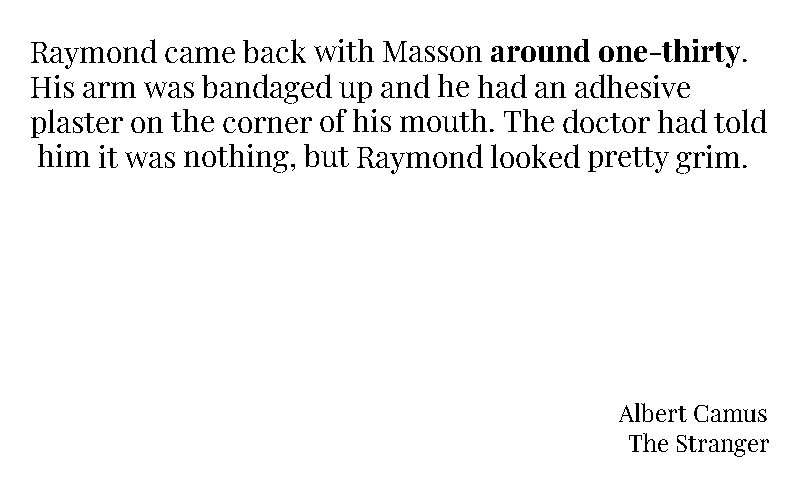 Raymond came back with Masson around one-thirty.
His arm was bandaged up and he had an adhesive
plaster on the corner of his mouth. The doctor had told
him it was nothing, but Raymond looked pretty grim.
Albert Camus
The Stranger